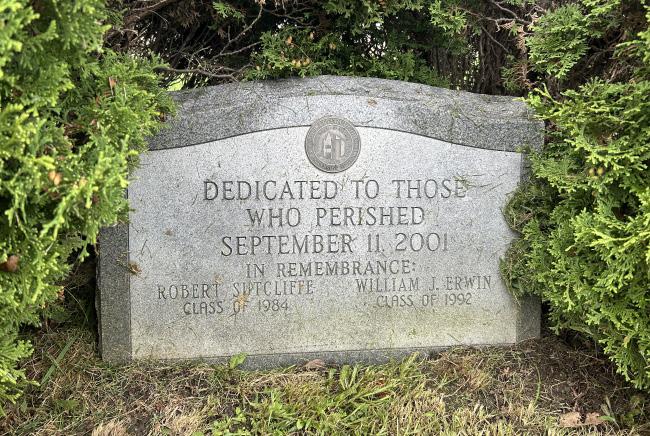 DEDICATED TO THOSE
WHO PERISHED
SEPTEMBER 11, 2001
IN REMEMBRANCE:
ROBERT SUTCLIFFE WILLIAM J. ERWIN
CLASS OF 1984 CLASS OF 1992